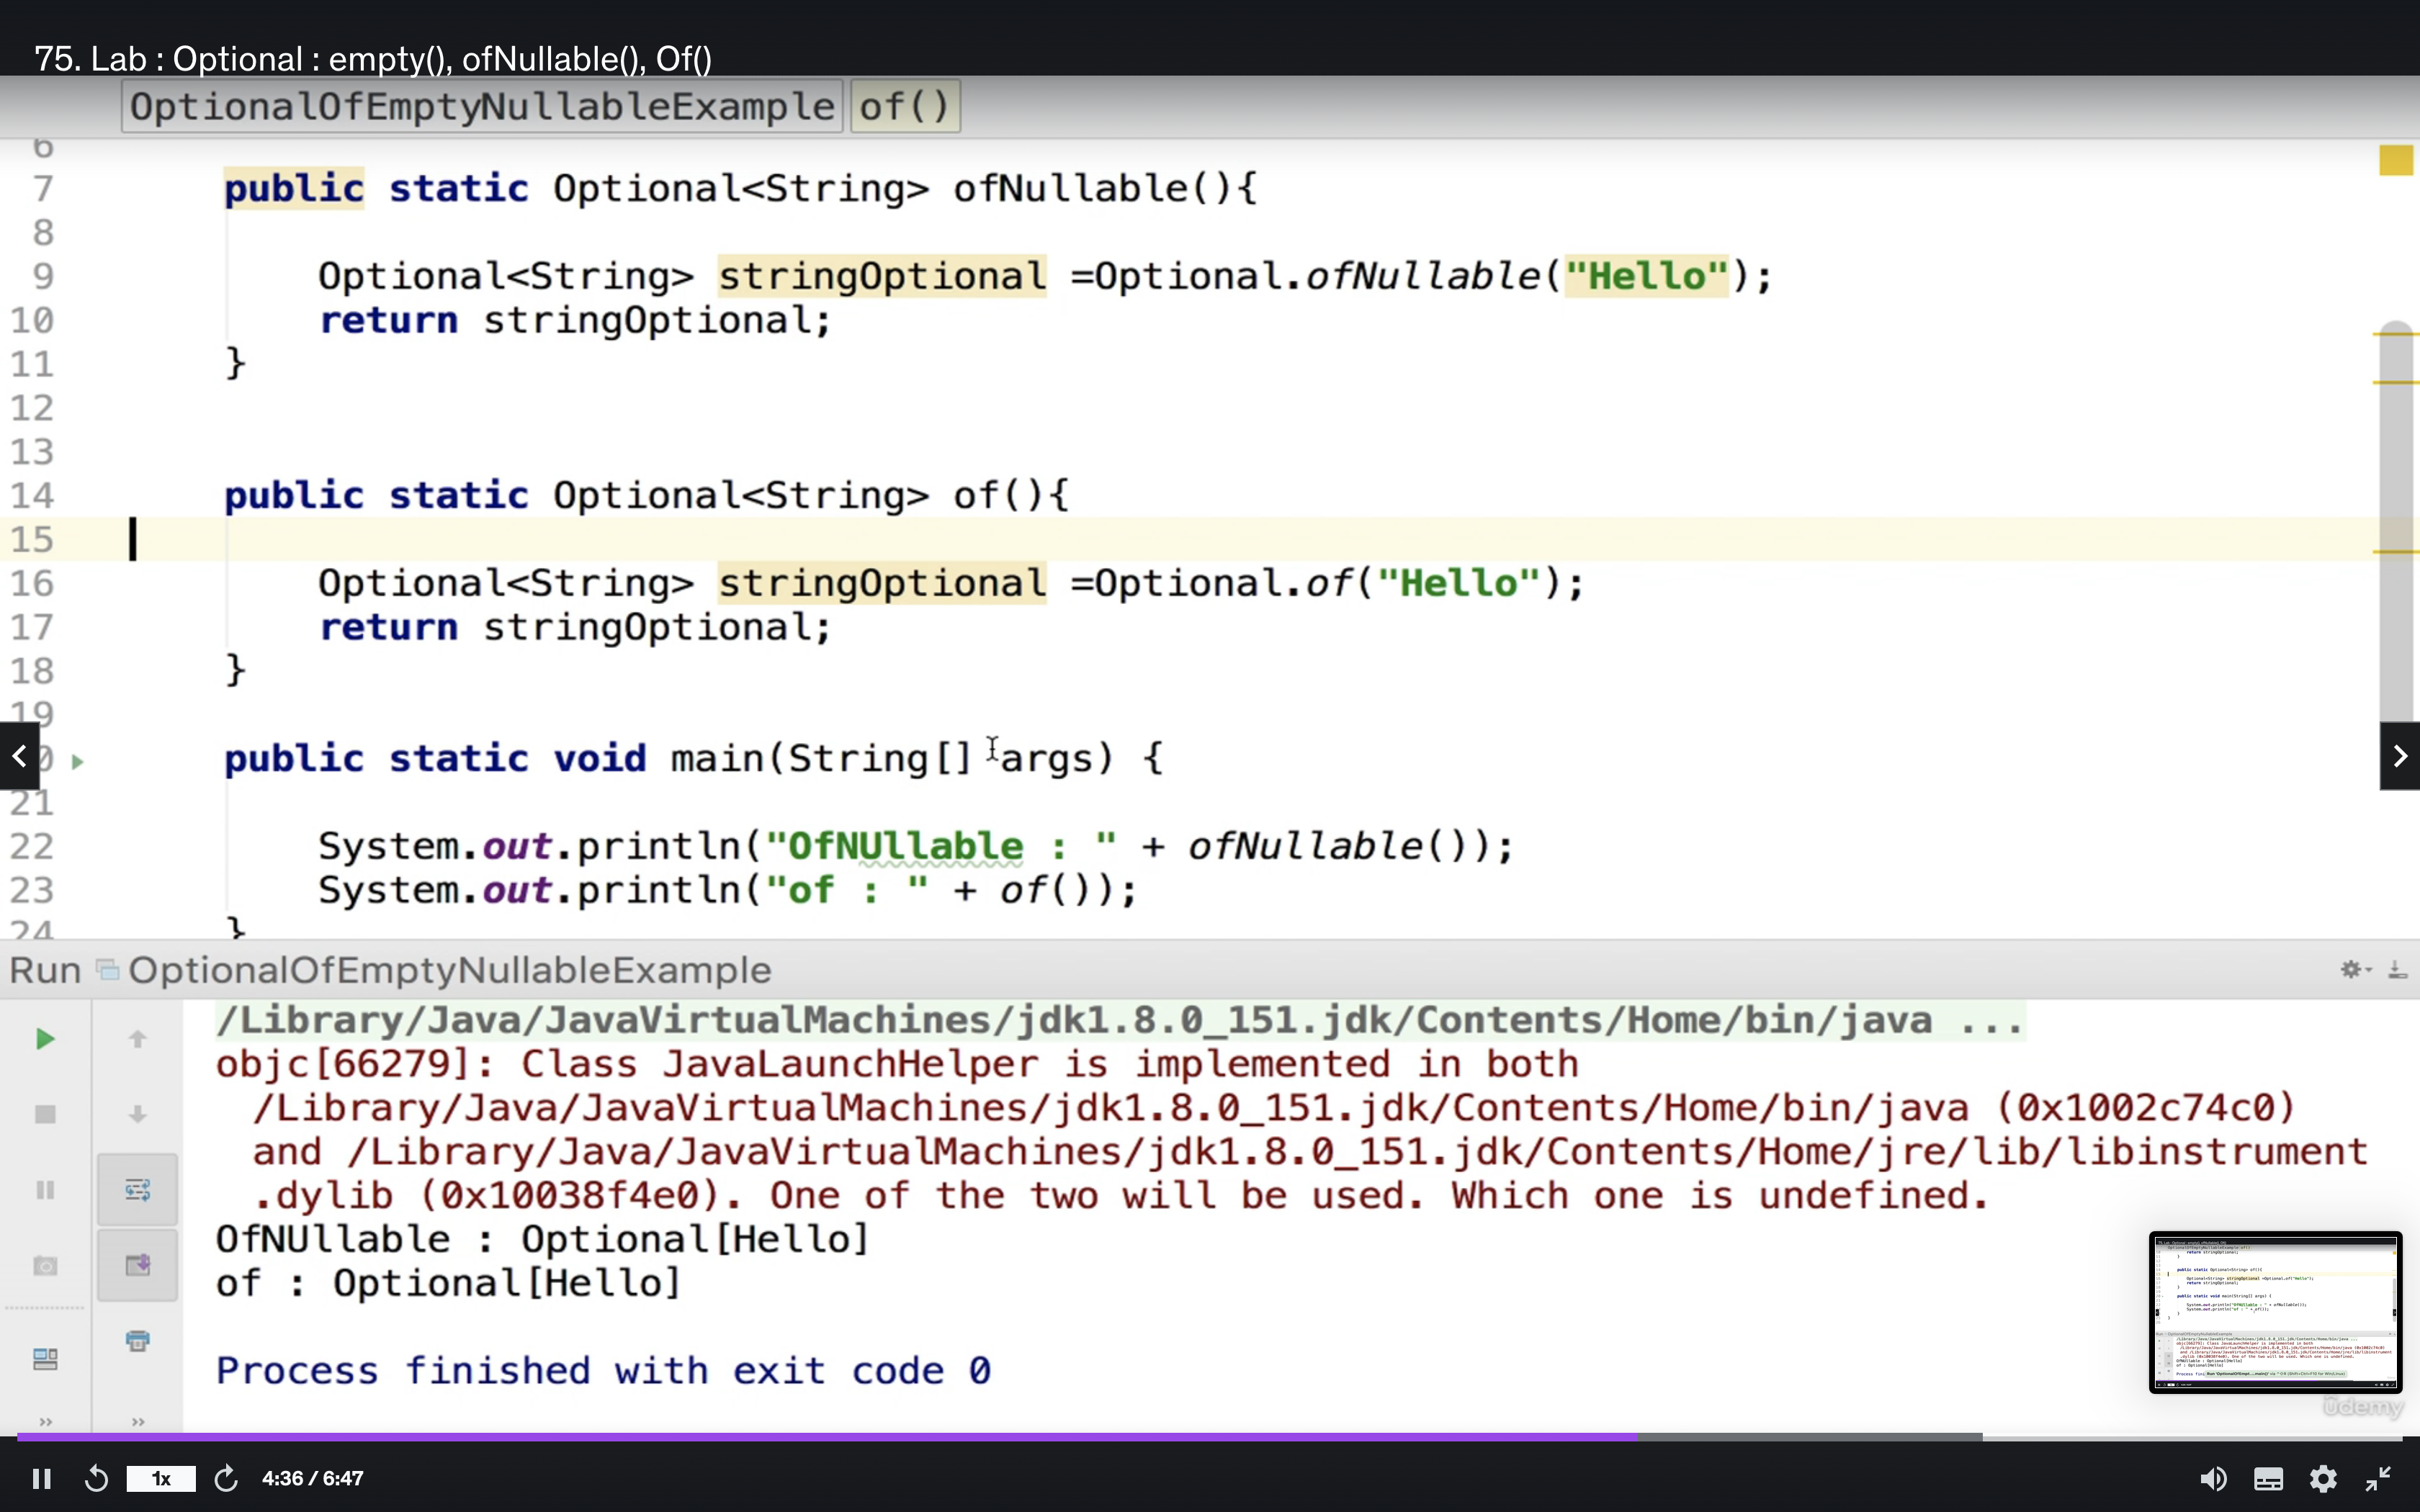 75. Lab : Optional : empty(), ofNullable(), Of()
OptionalOfEmptyNullableExample of()
6
7 public static Optional<String> ofNullable(){
8
9 Optional<String> stringOptional =Optional.ofNullable("Hello");
10 return stringOptional;
11 }
12
13
14 public static Optional<String> of(){
15
16 Optional<String> stringOptional =Optional.of("Hello");
17 return stringOptional;
18 }
19
0 public static void main(String[] args) {
21
22 System.out.println("OfNUllable : " + ofNullable());
23 System.out.println("of : " + of());
24 }
Run OptionalOfEmptyNullableExample
/Library/Java/JavaVirtualMachines/jdk1.8.0_151.jdk/Contents/Home/bin/java ...
objc[66279]: Class JavaLaunchHelper is implemented in both
/Library/Java/JavaVirtualMachines/jdk1.8.0_151.jdk/Contents/Home/bin/java (0x1002c74c0)
and /Library/Java/JavaVirtualMachines/jdk1.8.0_151.jdk/Contents/Home/jre/lib/libinstrument
.dylib (0x10038f4e0). One of the two will be used. Which one is undefined.
OfNUllable : Optional[Hello]
of : Optional[Hello]
Process finished with exit code 0
ûdemy
1x 4:36 / 6:47